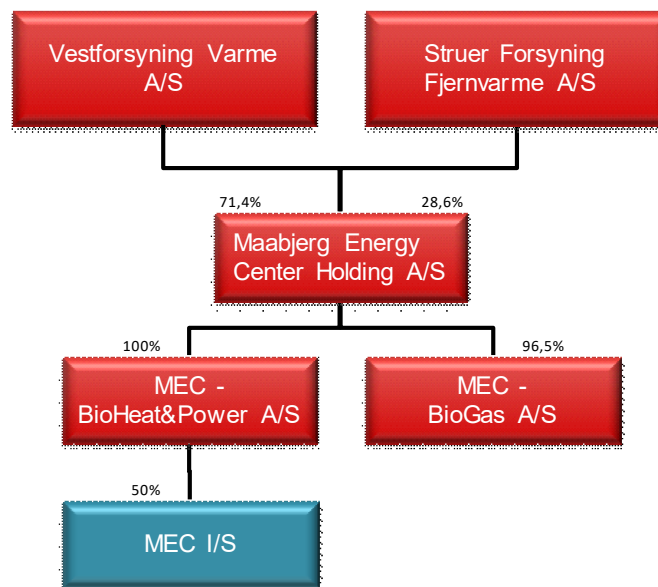 Vestforsyning Varme
A/S
Struer Forsyning
Fjernvarme A/S
71,4%
28,6%
Maabjerg Energy
Center Holding A/S
100%
96,5%
MEC -
BioHeat&Power A/S
MEC -
BioGas A/S
50%
MEC I/S